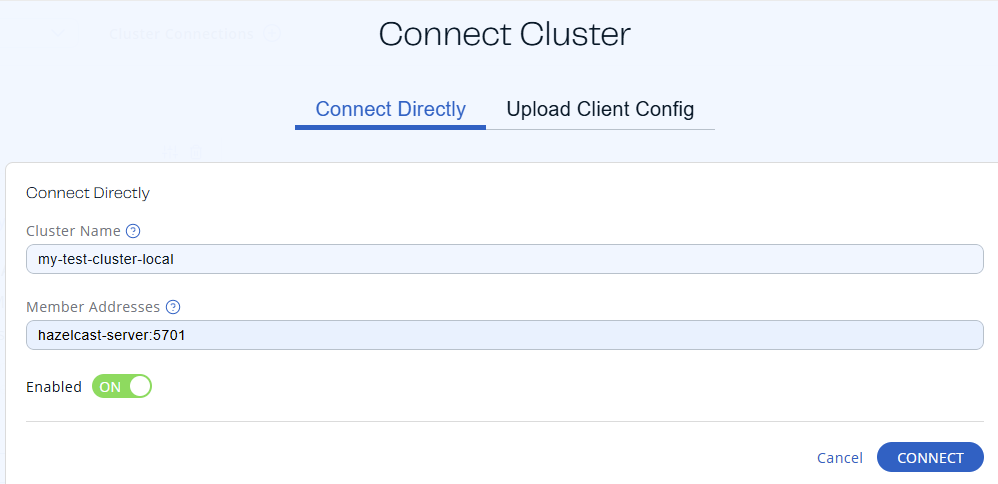 Cluster Connections
Connect Cluster
Connect Directly Upload Client Config
Connect Directly
Cluster Name ?
my-test-cluster-local
Member Addresses ?
hazelcast-server:5701
Enabled ON
Cancel CONNECT